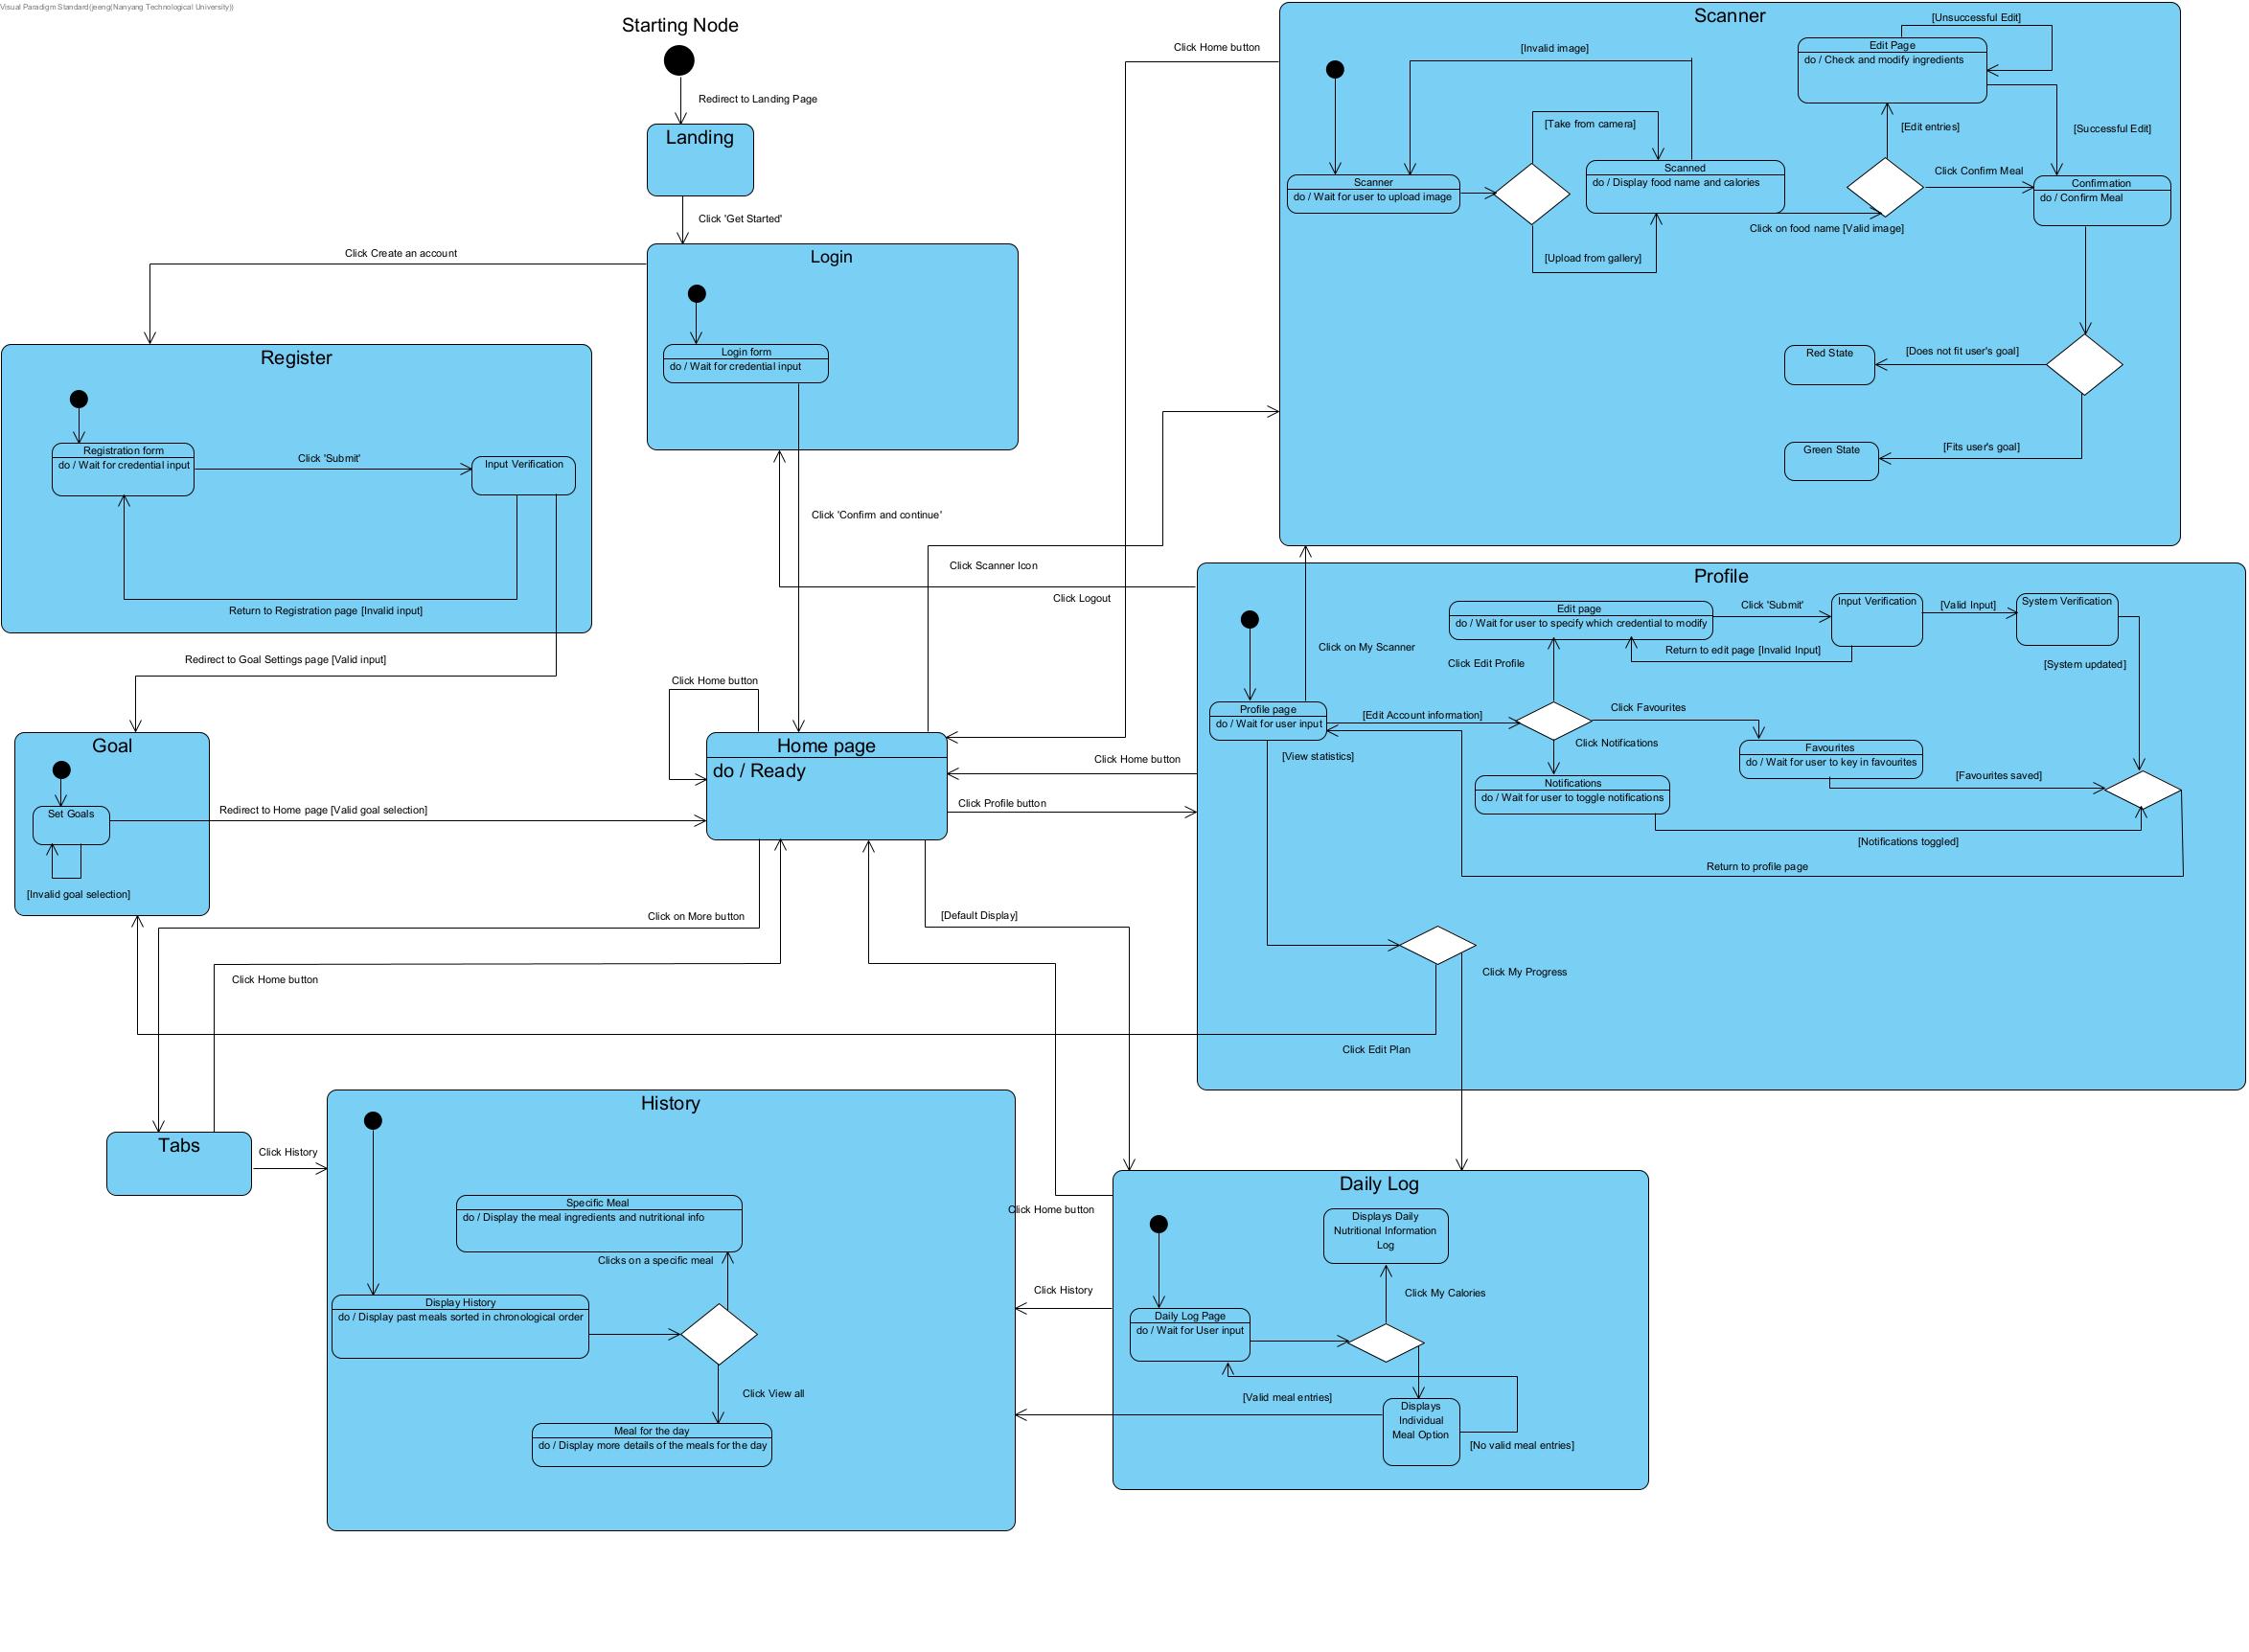 Visual Paradigm Standard(jeeng(Nanyang Technological University))
Starting Node
Redirect to Landing Page
Landing
Click 'Get Started'
Click Create an account
Login
Login form
do / Wait for credential input
Click 'Confirm and continue'
Register
Registration form
do / Wait for credential input
Click 'Submit'
Input Verification
Return to Registration page [Invalid input]
Redirect to Goal Settings page [Valid input]
Goal
Set Goals
[Invalid goal selection]
Redirect to Home page [Valid goal selection]
Click Home button
Home page
do / Ready
Click Home button
Click Scanner Icon
Click Logout
Click Home button
Click Profile button
Click on More button
[Default Display]
Click Home button
Scanner
Scanner
do / Wait for user to upload image
[Invalid image]
[Take from camera]
[Upload from gallery]
Scanned
do / Display food name and calories
Click on food name [Valid image]
[Unsuccessful Edit]
Edit Page
do / Check and modify ingredients
[Edit entries]
[Successful Edit]
Click Confirm Meal
Confirmation
do / Confirm Meal
[Does not fit user's goal]
Red State
[Fits user's goal]
Green State
Profile
Click on My Scanner
Profile page
do / Wait for user input
[Edit Account information]
[View statistics]
Edit page
do / Wait for user to specify which credential to modify
Click 'Submit'
Input Verification
[Valid Input]
System Verification
Return to edit page [Invalid Input]
Click Edit Profile
[System updated]
Click Favourites
Click Notifications
Favourites
do / Wait for user to key in favourites
[Favourites saved]
Notifications
do / Wait for user to toggle notifications
[Notifications toggled]
Return to profile page
Click My Progress
Click Edit Plan
Tabs
Click History
History
Specific Meal
do / Display the meal ingredients and nutritional info
Clicks on a specific meal
Display History
do / Display past meals sorted in chronological order
Click View all
Meal for the day
do / Display more details of the meals for the day
Click Home button
Click History
Daily Log
Displays Daily
Nutritional Information
Log
Click My Calories
Daily Log Page
do / Wait for User input
[Valid meal entries]
Displays
Individual
Meal Option
[No valid meal entries]